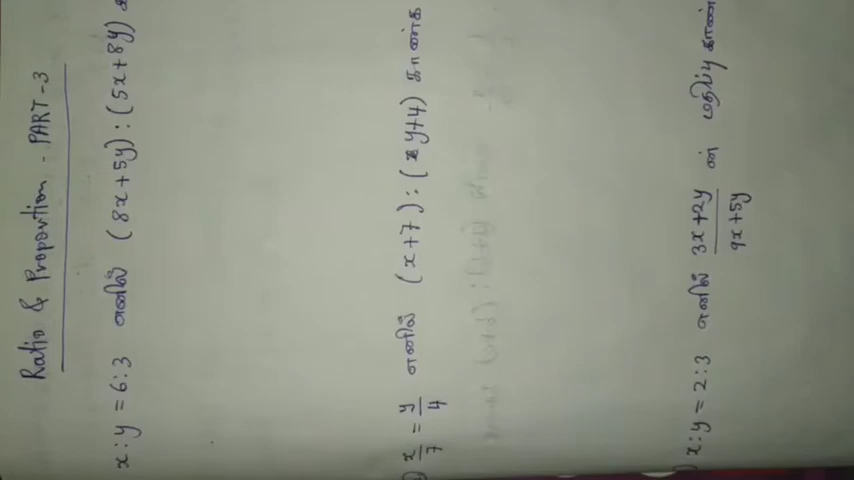 Ratio & Proportion - PART-3
x:y = 6:3 எனில் (8x+5y):(5x+8y)
x/7 = y/4 எனில் (x+7):(y+4) காண்க
x:y = 2:3 எனில் 3x+2y/9x+5y ன் மதிப்பு காண்